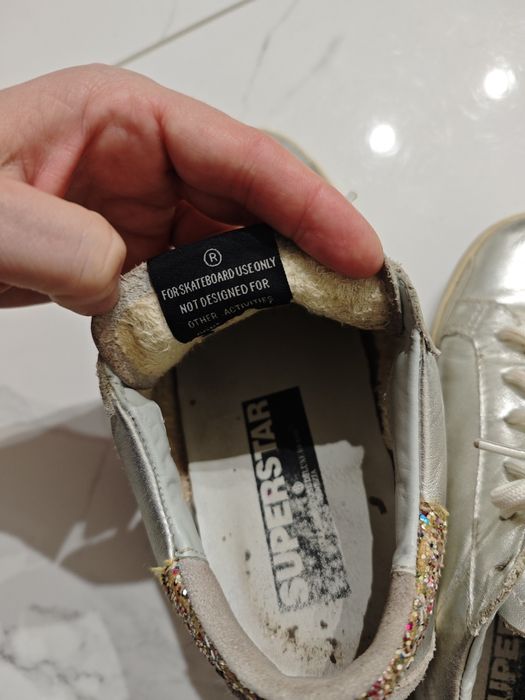 ®
FOR SKATEBOARD USE ONLY
NOT DESIGNED FOR
OTHER ACTIVITIES
SUPERSTAR